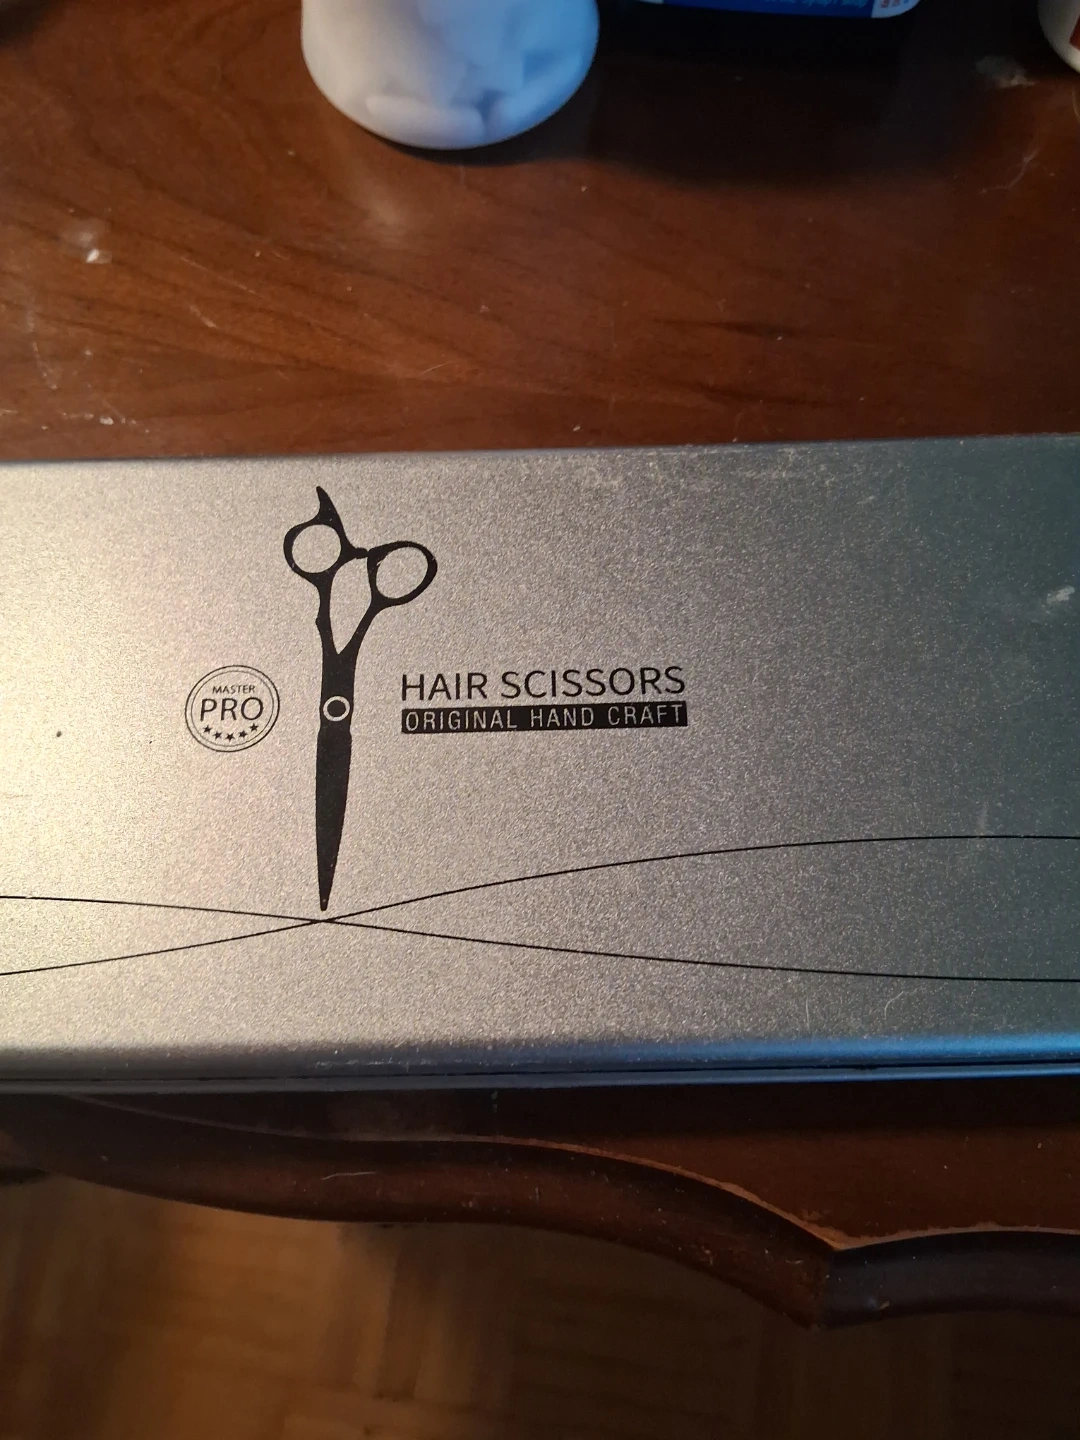 MASTER
PRO
HAIR SCISSORS
ORIGINAL HAND CRAFT